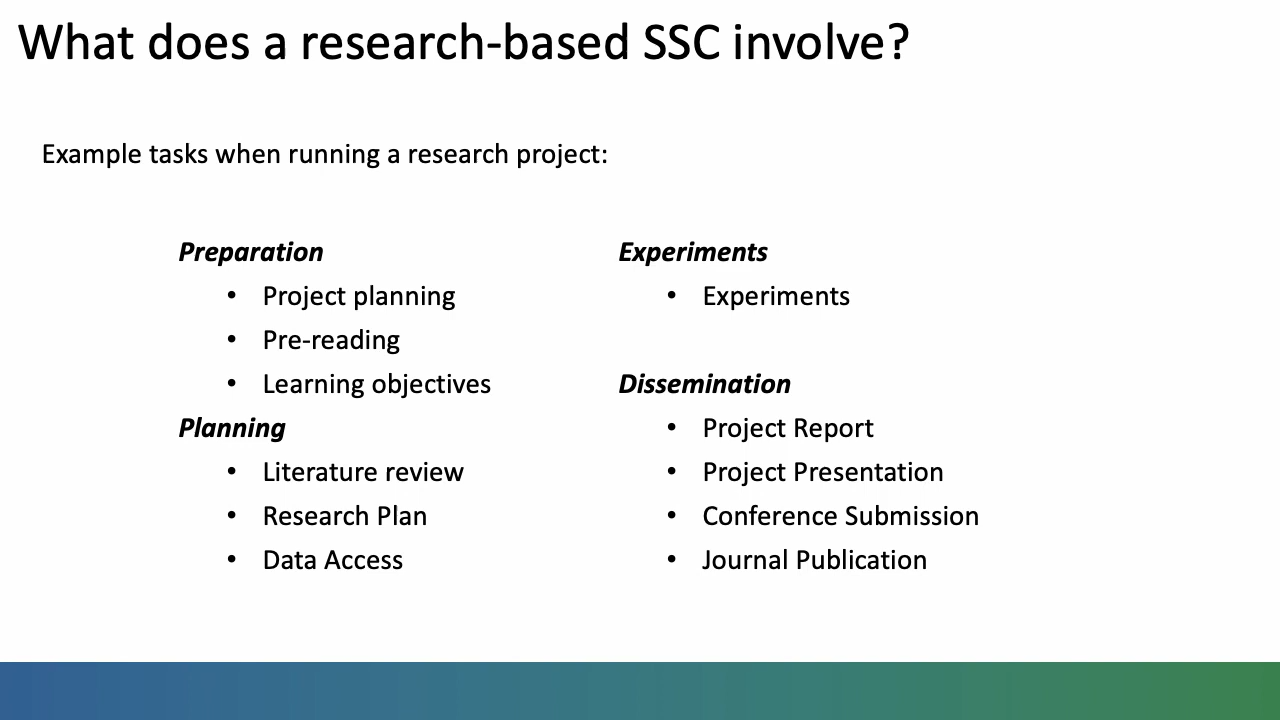 What does a research-based SSC involve?
Example tasks when running a research project:
Preparation
• Project planning
• Pre-reading
• Learning objectives
Planning
• Literature review
• Research Plan
• Data Access
Experiments
• Experiments
Dissemination
• Project Report
• Project Presentation
• Conference Submission
• Journal Publication